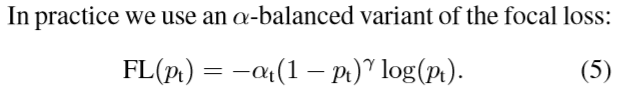 In practice we use an α-balanced variant of the focal loss:
FL(pₜ) = −αₜ(1 − pₜ)^γ log(pₜ). (5)